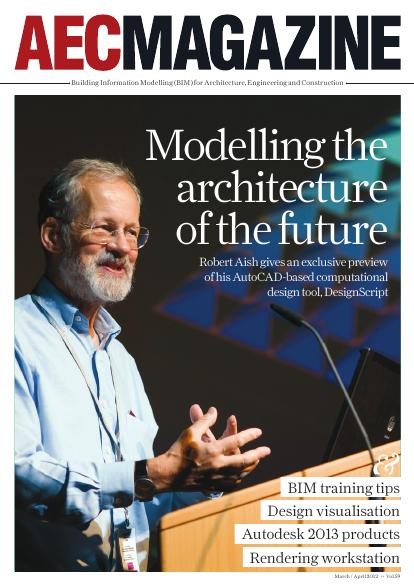 AECMAGAZINE
Building Information Modelling (BIM) for Architecture, Engineering and Construction
Modelling the
architecture
of the future
Robert Aish gives an exclusive preview
of his AutoCAD-based computational
design tool, DesignScript
&
BIM training tips
Design visualisation
Autodesk 2013 products
Rendering workstation
March / April 2012 >> Vol.59